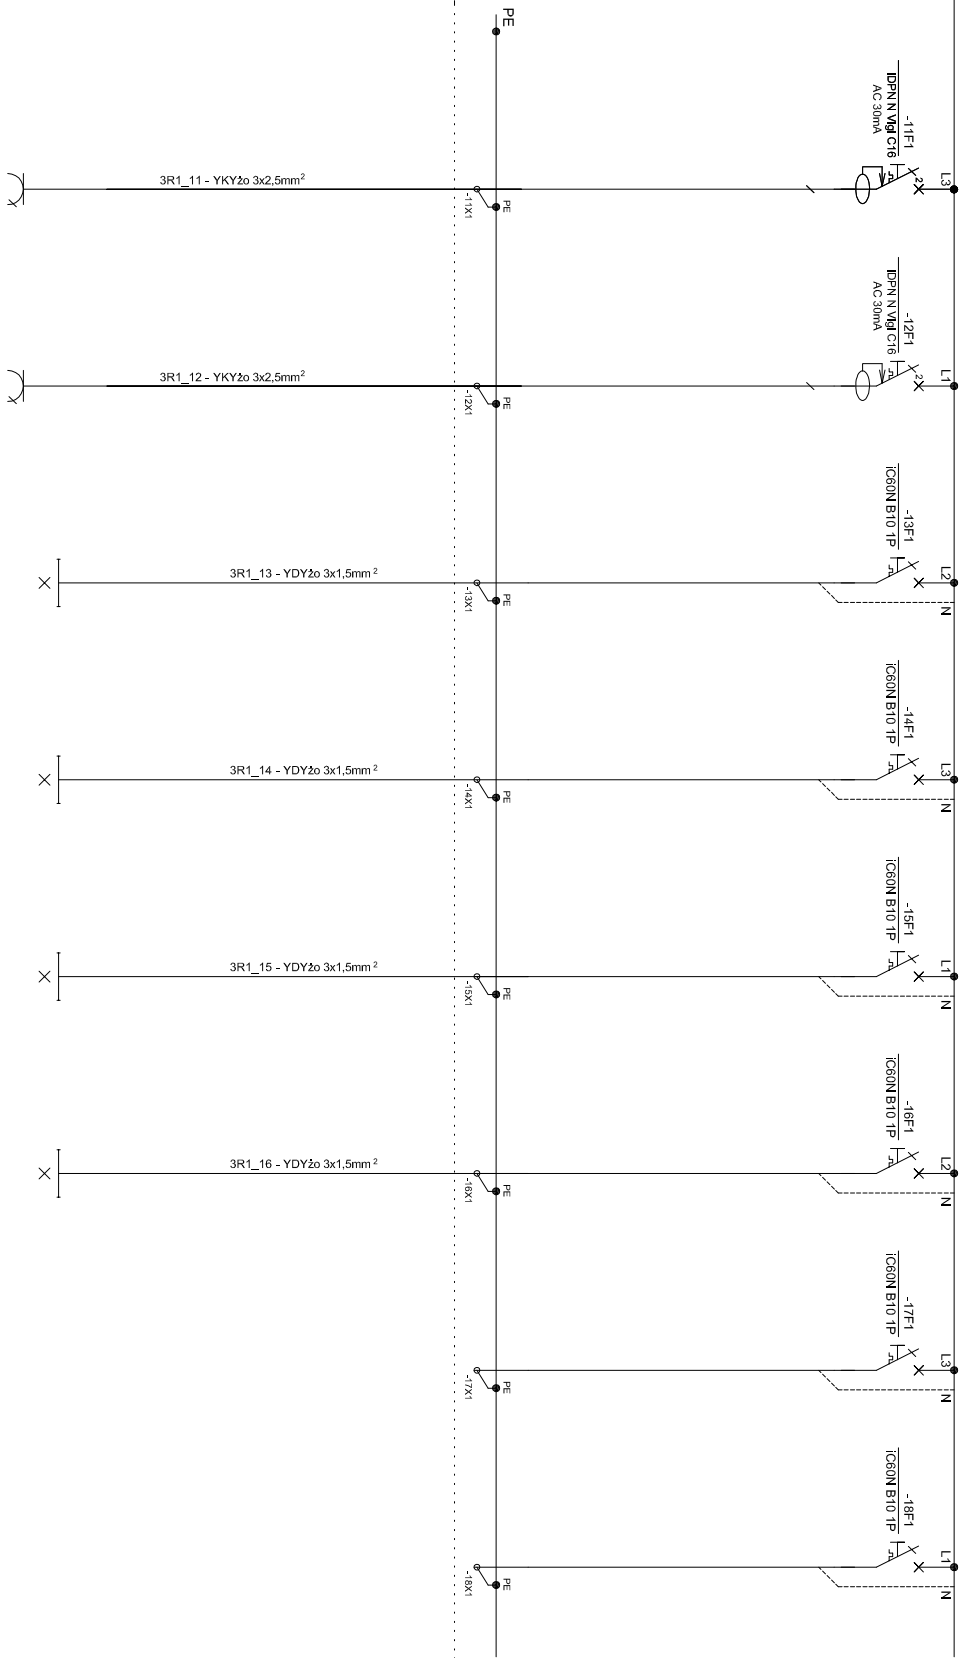 PE
-11F1
iDPN N Vigi C16
AC 30mA
L3
2
3R1_11 - YKYżo 3x2,5mm²
-11X1
PE
-12F1
iDPN N Vigi C16
AC 30mA
L1
2
3R1_12 - YKYżo 3x2,5mm²
-12X1
PE
-13F1
iC60N B10 1P
L2
N
3R1_13 - YDYżo 3x1,5mm²
-13X1
PE
-14F1
iC60N B10 1P
L3
N
3R1_14 - YDYżo 3x1,5mm²
-14X1
PE
-15F1
iC60N B10 1P
L1
N
3R1_15 - YDYżo 3x1,5mm²
-15X1
PE
-16F1
iC60N B10 1P
L2
N
3R1_16 - YDYżo 3x1,5mm²
-16X1
PE
-17F1
iC60N B10 1P
L3
N
-17X1
PE
-18F1
iC60N B10 1P
L1
N
-18X1
PE